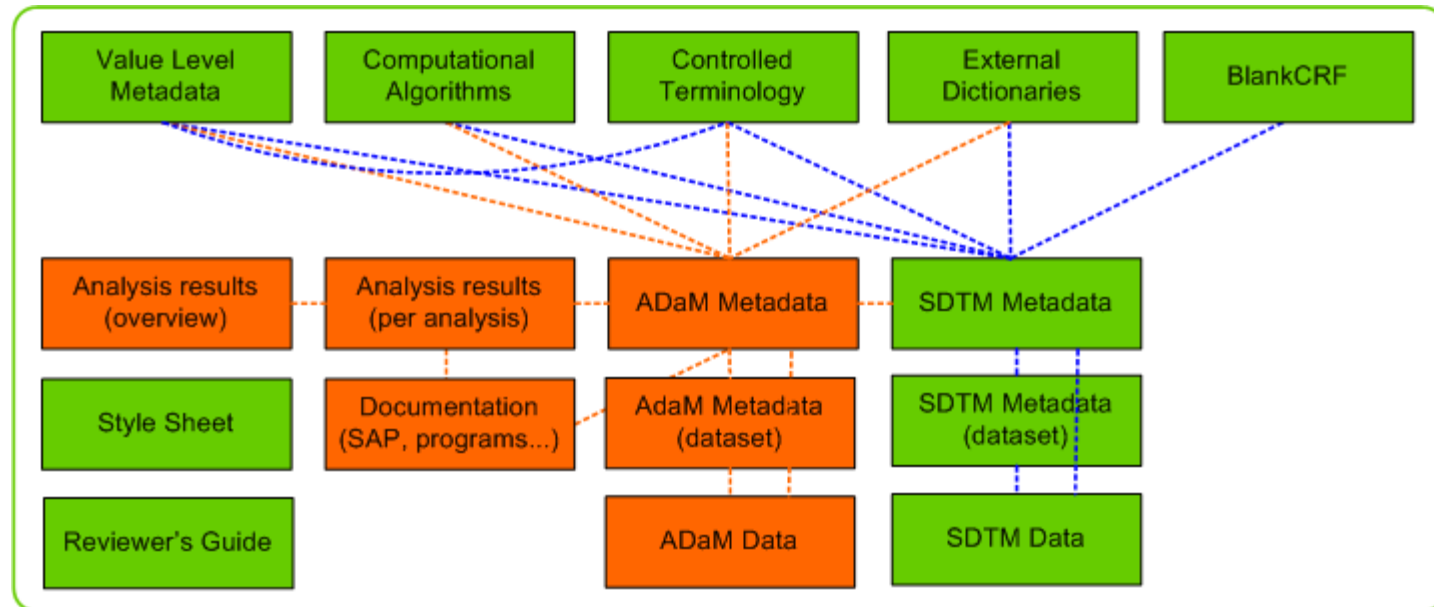 Value Level
Metadata
Computational
Algorithms
Controlled
Terminology
External
Dictionaries
BlankCRF
Analysis results
(overview)
Analysis results
(per analysis)
ADaM Metadata
SDTM Metadata
Style Sheet
Documentation
(SAP, programs...)
AdaM Metadata
(dataset)
SDTM Metadata
(dataset)
Reviewer's Guide
ADaM Data
SDTM Data